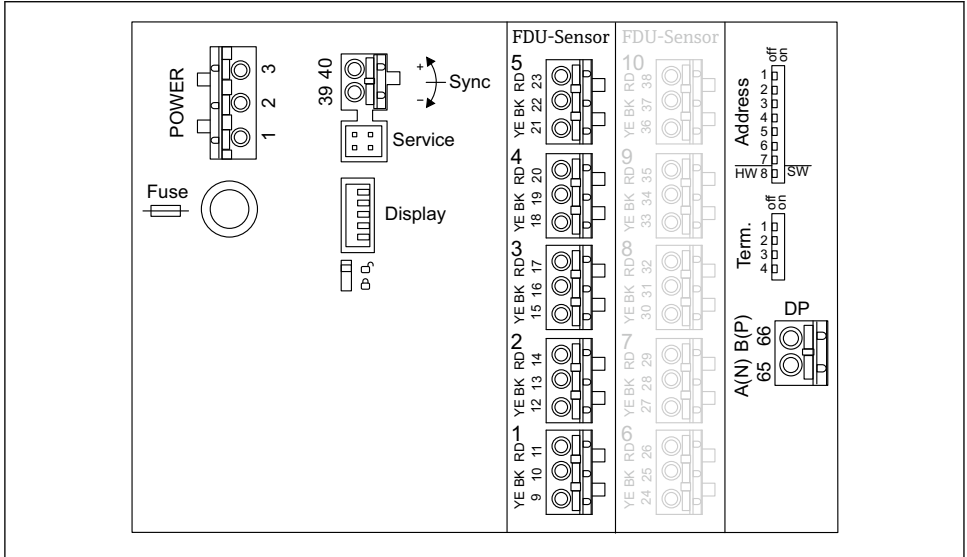 POWER
3
2
1
Fuse
39 40
+
−
Sync
Service
Display
FDU-Sensor
5
YE BK RD
21 22 23
4
YE BK RD
18 19 20
3
YE BK RD
15 16 17
2
YE BK RD
12 13 14
1
YE BK RD
9 10 11
FDU-Sensor
10
YE BK RD
36 37 38
9
YE BK RD
33 34 35
8
YE BK RD
30 31 32
7
YE BK RD
27 28 29
6
YE BK RD
24 25 26
Address
off
on
1
2
3
4
5
6
7
HW 8 SW
Term.
off
on
1
2
3
4
DP
A(N) B(P)
65 66